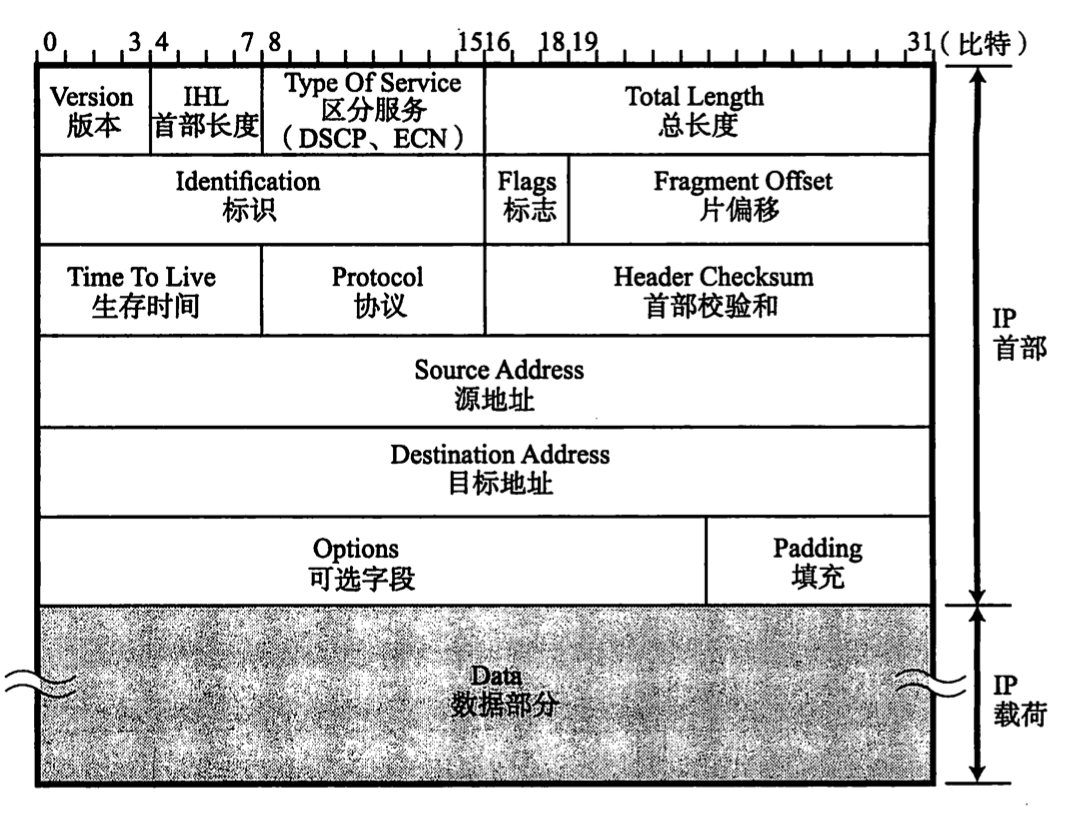 0 3 4 7 8 15 16 18 19 31（比特）
Version
版本
IHL
首部长度
Type Of Service
区分服务
（DSCP、ECN）
Total Length
总长度
Identification
标识
Flags
标志
Fragment Offset
片偏移
Time To Live
生存时间
Protocol
协议
Header Checksum
首部校验和
Source Address
源地址
Destination Address
目标地址
Options
可选字段
Padding
填充
IP
首部
Data
数据部分
IP
载荷